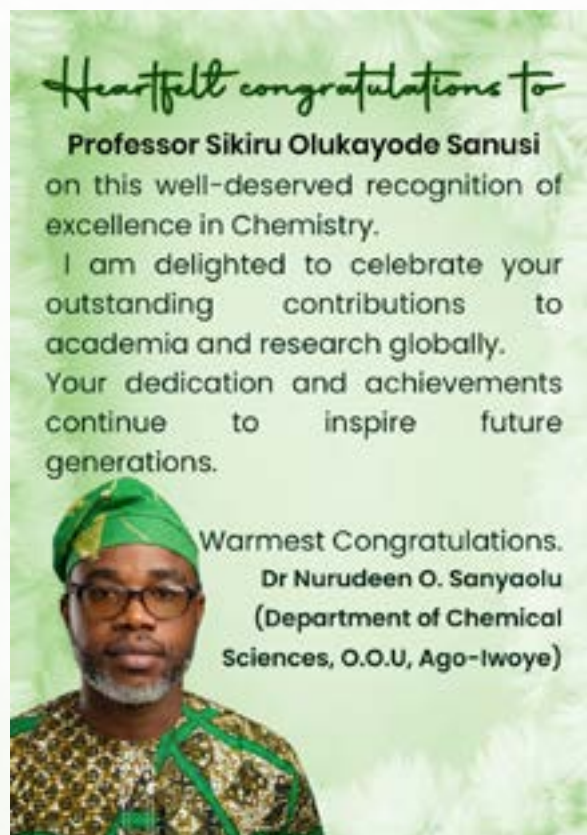 Heartfelt congratulations to
Professor Sikiru Olukayode Sanusi
on this well-deserved recognition of
excellence in Chemistry.
I am delighted to celebrate your
outstanding contributions to
academia and research globally.
Your dedication and achievements
continue to inspire future
generations.
Warmest Congratulations.
Dr Nurudeen O. Sanyaolu
(Department of Chemical
Sciences, O.O.U, Ago-Iwoye)